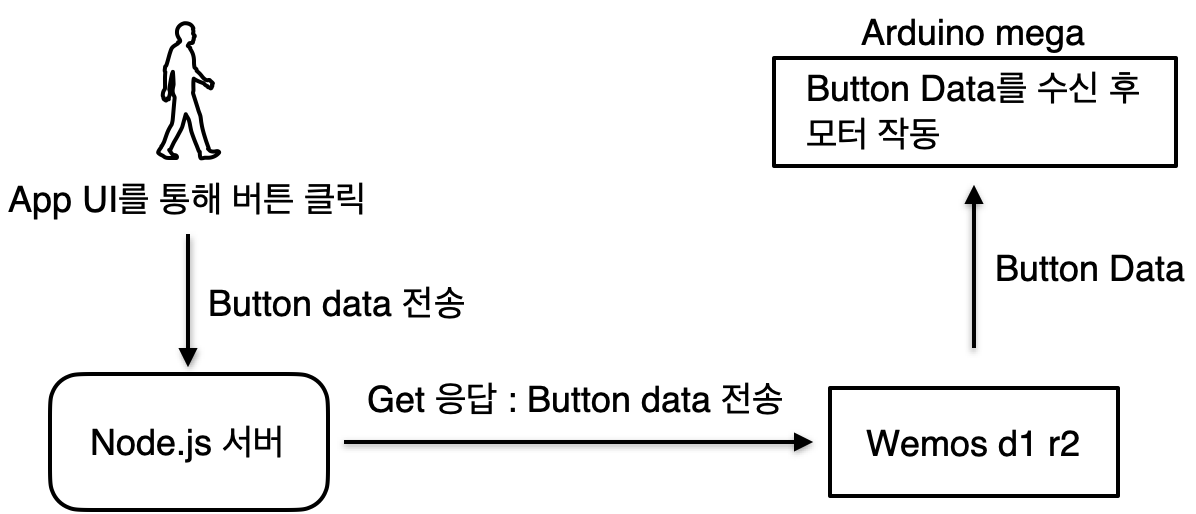 App UI를 통해 버튼 클릭
Button data 전송
Node.js 서버
Get 응답 : Button data 전송
Wemos d1 r2
Button Data
Arduino mega
Button Data를 수신 후
모터 작동